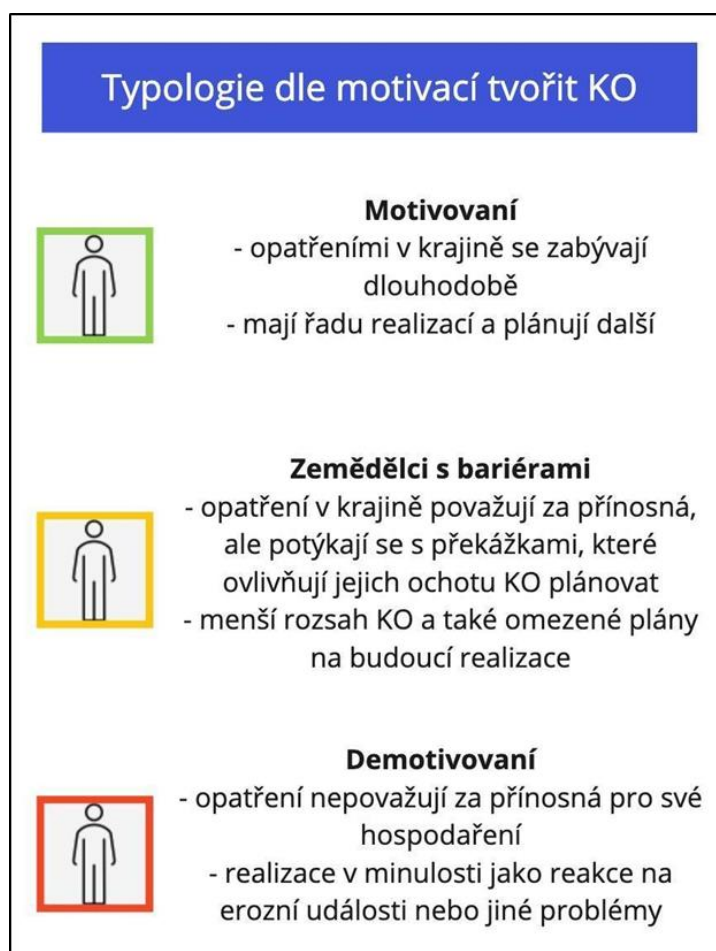 Typologie dle motivací tvořit KO
Motivovaní
- opatřeními v krajině se zabývají
dlouhodobě
- mají řadu realizací a plánují další
Zemědělci s bariérami
- opatření v krajině považují za přínosná,
ale potýkají se s překážkami, které
ovlivňují jejich ochotu KO plánovat
- menší rozsah KO a také omezené plány
na budoucí realizace
Demotivovaní
- opatření nepovažují za přínosná pro své
hospodaření
- realizace v minulosti jako reakce na
erozní události nebo jiné problémy